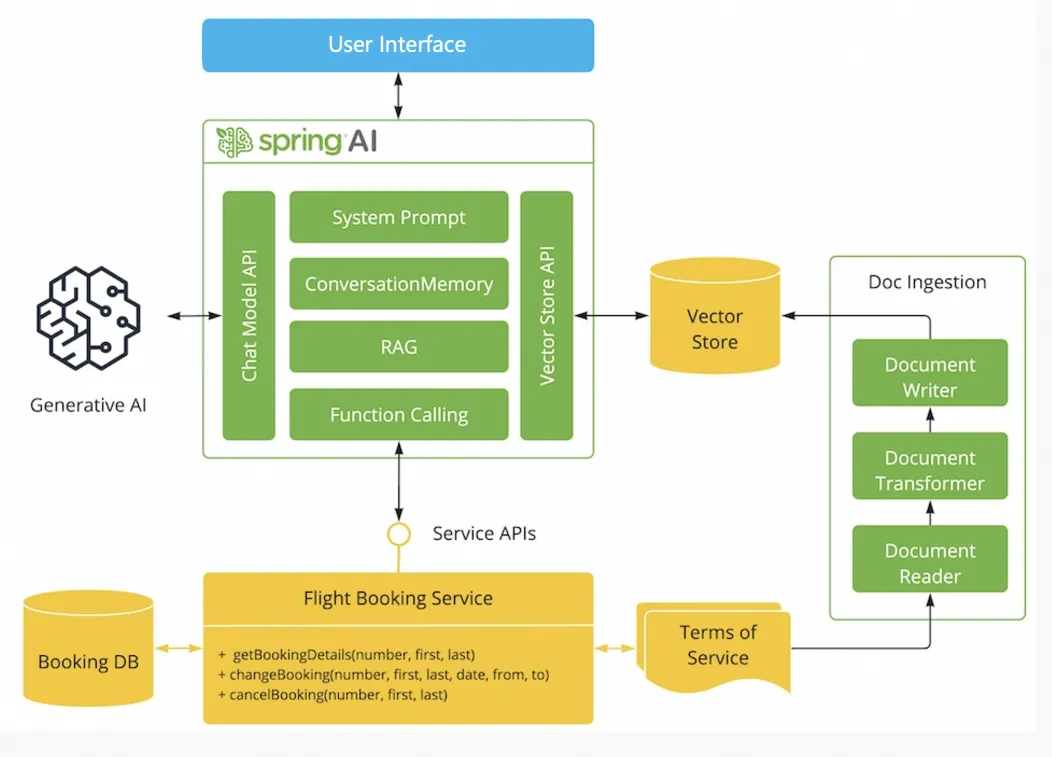 User Interface
spring AI
Chat Model API
System Prompt
ConversationMemory
RAG
Function Calling
Vector Store API
Generative AI
Vector
Store
Doc Ingestion
Document
Writer
Document
Transformer
Document
Reader
Service APIs
Flight Booking Service
+ getBookingDetails(number, first, last)
+ changeBooking(number, first, last, date, from, to)
+ cancelBooking(number, first, last)
Booking DB
Terms of
Service